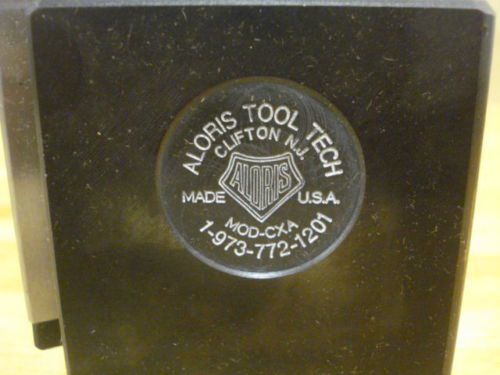 ALORIS TOOL TECH
CLIFTON N.J.
ALORIS
MADE U.S.A.
MOD-CXA
1-973-772-1201